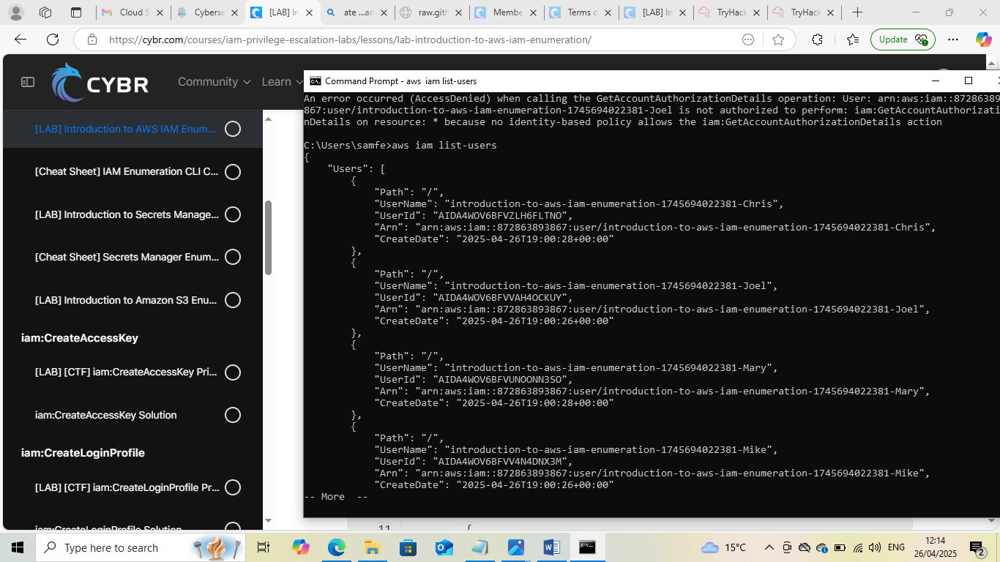 Cloud S
Cyberse
[LAB] In
ate ...an
raw.gith
Membe
Terms o
[LAB] In
TryHac
TryHac
https://cybr.com/courses/iam-privilege-escalation-labs/lessons/lab-introduction-to-aws-iam-enumeration/
Update
CYBR
Community
Learn
[LAB] Introduction to AWS IAM Enum...
[Cheat Sheet] IAM Enumeration CLI C...
[LAB] Introduction to Secrets Manage...
[Cheat Sheet] Secrets Manager Enum...
[LAB] Introduction to Amazon S3 Enu...
iam:CreateAccessKey
[LAB] [CTF] iam:CreateAccessKey Pri...
iam:CreateAccessKey Solution
iam:CreateLoginProfile
[LAB] [CTF] iam:CreateLoginProfile Pr...
iam:CreateLoginProfile Solution
Command Prompt - aws  iam list-users
An error occurred (AccessDenied) when calling the GetAccountAuthorizationDetails operation: User: arn:aws:iam::872863893
867:user/introduction-to-aws-iam-enumeration-1745694022381-Joel is not authorized to perform: iam:GetAccountAuthorizati
nDetails on resource: * because no identity-based policy allows the iam:GetAccountAuthorizationDetails action
C:\Users\samfe>aws iam list-users
{
"Users": [
{
"Path": "/",
"UserName": "introduction-to-aws-iam-enumeration-1745694022381-Chris",
"UserId": "AIDA4WOV6BFVZLH6FLTNO",
"Arn": "arn:aws:iam::872863893867:user/introduction-to-aws-iam-enumeration-1745694022381-Chris",
"CreateDate": "2025-04-26T19:00:28+00:00"
},
{
"Path": "/",
"UserName": "introduction-to-aws-iam-enumeration-1745694022381-Joel",
"UserId": "AIDA4WOV6BFVVAH4OCKUY",
"Arn": "arn:aws:iam::872863893867:user/introduction-to-aws-iam-enumeration-1745694022381-Joel",
"CreateDate": "2025-04-26T19:00:26+00:00"
},
{
"Path": "/",
"UserName": "introduction-to-aws-iam-enumeration-1745694022381-Mary",
"UserId": "AIDA4WOV6BFVUNOONN3SO",
"Arn": "arn:aws:iam::872863893867:user/introduction-to-aws-iam-enumeration-1745694022381-Mary",
"CreateDate": "2025-04-26T19:00:28+00:00"
},
{
"Path": "/",
"UserName": "introduction-to-aws-iam-enumeration-1745694022381-Mike",
"UserId": "AIDA4WOV6BFVV4N4DNX3M",
"Arn": "arn:aws:iam::872863893867:user/introduction-to-aws-iam-enumeration-1745694022381-Mike",
"CreateDate": "2025-04-26T19:00:26+00:00"
-- More  --
11 {
Type here to search
15°C
ENG
12:14
26/04/2025
2